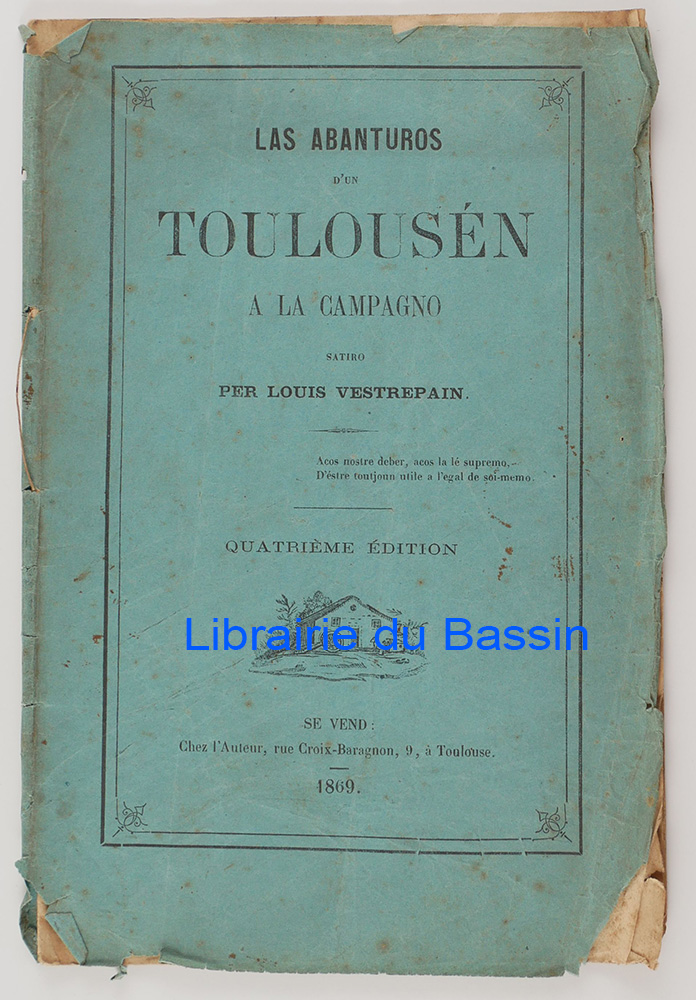 LAS ABANTUROS
D'UN
TOULOUSÉN
A LA CAMPAGNO
SATIRO
PER LOUIS VESTREPAIN.
Acos nostre deber, acos la lé supremo,
D'éstre toutjoun utile a l'egal de soi-memo.
QUATRIÈME ÉDITION
Librairie du Bassin
SE VEND :
Chez l'Auteur, rue Croix-Baragnon, 9, à Toulouse.
1869.